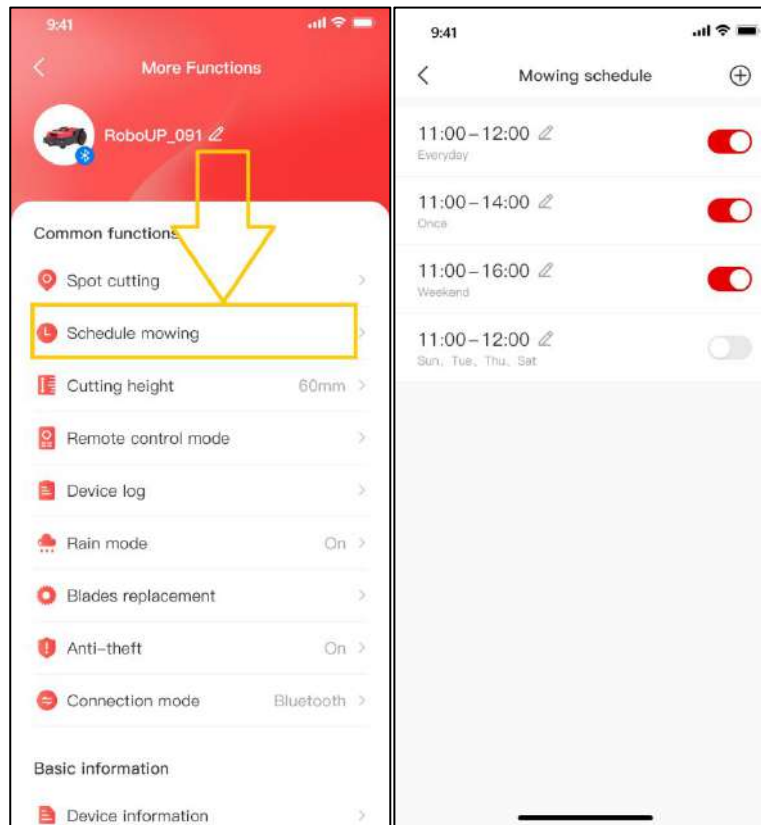 9:41
More Functions
RoboUP_091
Common functions
Spot cutting
Schedule mowing
Cutting height 60mm
Remote control mode
Device log
Rain mode On
Blades replacement
Anti-theft On
Connection mode Bluetooth
Basic information
Device information
9:41
Mowing schedule
11:00-12:00
Everyday
11:00-14:00
Once
11:00-16:00
Weekend
11:00-12:00
Sun、Tue、Thu、Sat